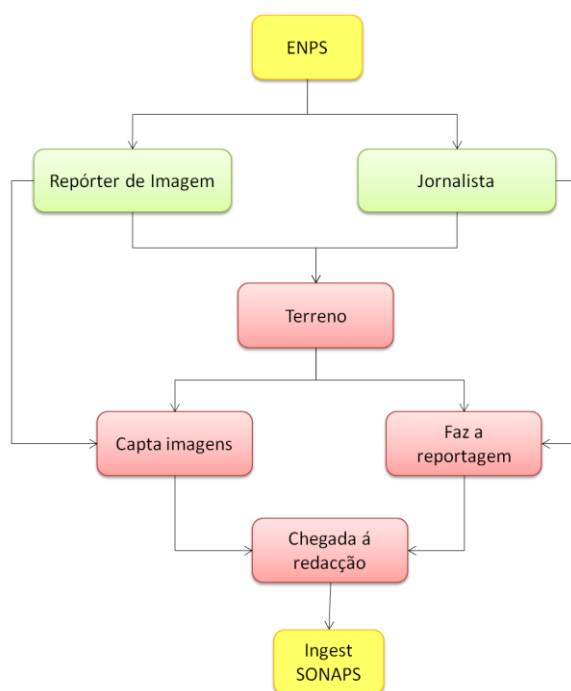 ENPS
Repórter de Imagem
Jornalista
Terreno
Capta imagens
Faz a
reportagem
Chegada á
redacção
Ingest
SONAPS